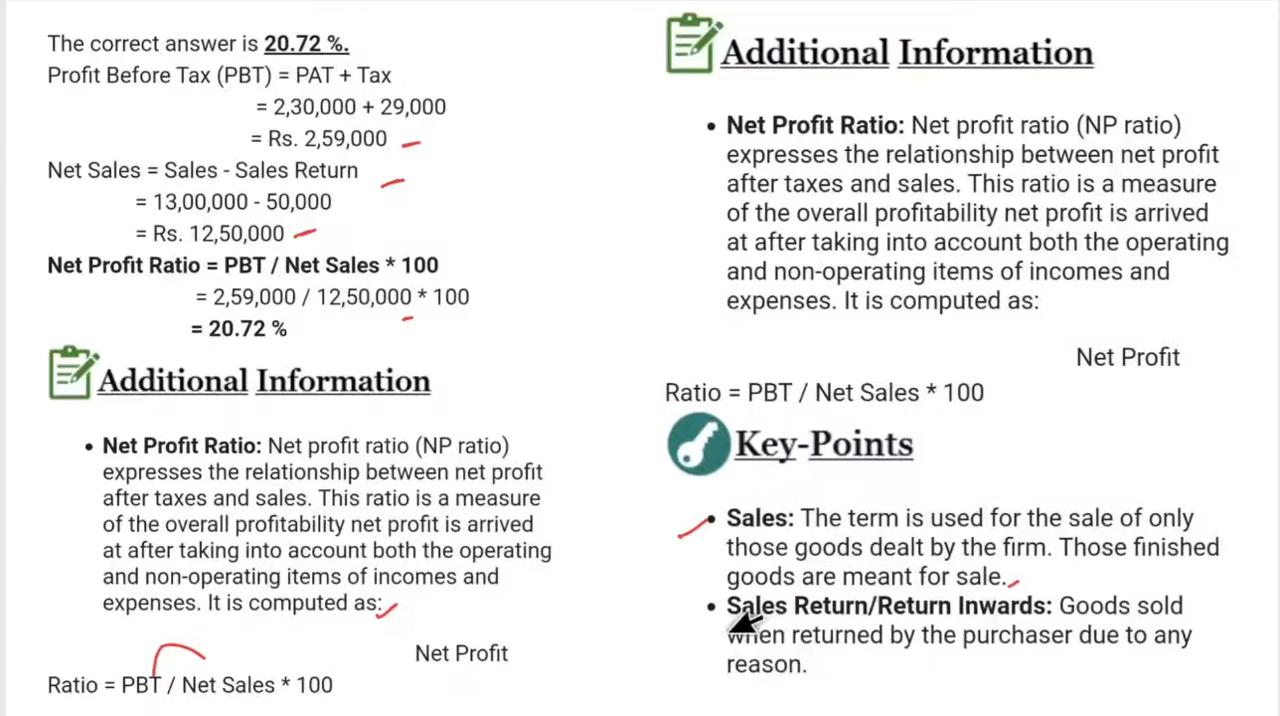 The correct answer is 20.72 %.
Profit Before Tax (PBT) = PAT + Tax
= 2,30,000 + 29,000
= Rs. 2,59,000
Net Sales = Sales - Sales Return
= 13,00,000 - 50,000
= Rs. 12,50,000
Net Profit Ratio = PBT / Net Sales * 100
= 2,59,000 / 12,50,000 * 100
= 20.72 %
Additional Information
• Net Profit Ratio: Net profit ratio (NP ratio)
expresses the relationship between net profit
after taxes and sales. This ratio is a measure
of the overall profitability net profit is arrived
at after taking into account both the operating
and non-operating items of incomes and
expenses. It is computed as:
Net Profit
Ratio = PBT / Net Sales * 100
Additional Information
• Net Profit Ratio: Net profit ratio (NP ratio)
expresses the relationship between net profit
after taxes and sales. This ratio is a measure
of the overall profitability net profit is arrived
at after taking into account both the operating
and non-operating items of incomes and
expenses. It is computed as:
Net Profit
Ratio = PBT / Net Sales * 100
Key-Points
• Sales: The term is used for the sale of only
those goods dealt by the firm. Those finished
goods are meant for sale.
• Sales Return/Return Inwards: Goods sold
when returned by the purchaser due to any
reason.